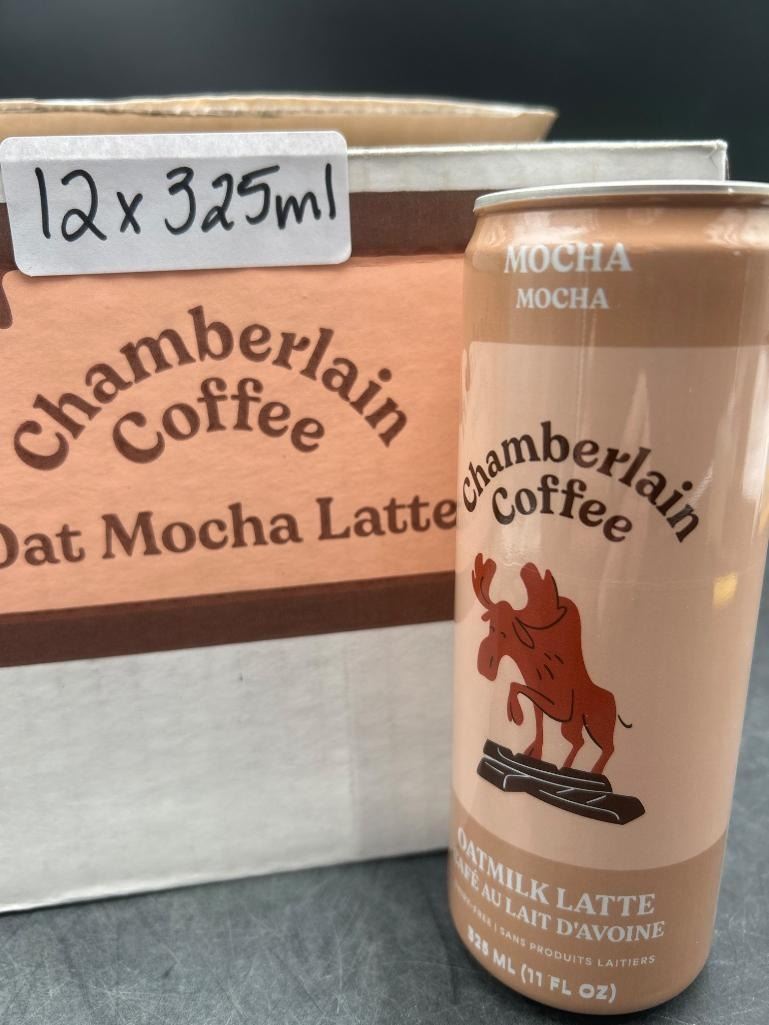 12 x 325ml
Chamberlain
Coffee
Oat Mocha Latte
MOCHA
MOCHA
Chamberlain
Coffee
OATMILK LATTE
CAFÉ AU LAIT D'AVOINE
FREE | SANS PRODUITS LAITIERS
325 ML (11 FL OZ)